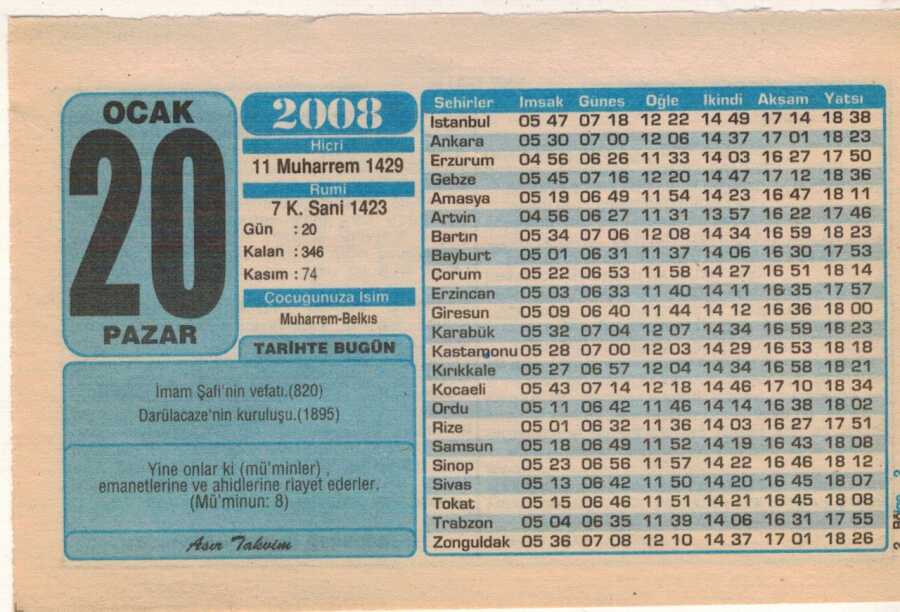 OCAK
20
PAZAR
2008
Hicri
11 Muharrem 1429
Rumi
7 K. Sani 1423
Gün : 20
Kalan : 346
Kasım : 74
Çocuğunuza İsim
Muharrem-Belkıs
TARİHTE BUGÜN
İmam Şafi'nin vefatı.(820)
Darülacaze'nin kuruluşu.(1895)
Yine onlar ki (mü'minler) ,
emanetlerine ve ahidlerine riayet ederler.
(Mü'minun: 8)
Asır Takvim
Şehirler İmsak Güneş Öğle İkindi Akşam Yatsı
İstanbul 05 47 07 18 12 22 14 49 17 14 18 38
Ankara 05 30 07 00 12 06 14 37 17 01 18 23
Erzurum 04 56 06 26 11 33 14 03 16 27 17 50
Gebze 05 45 07 16 12 20 14 47 17 12 18 36
Amasya 05 19 06 49 11 54 14 23 16 47 18 11
Artvin 04 56 06 27 11 31 13 57 16 22 17 46
Bartın 05 34 07 06 12 08 14 34 16 59 18 23
Bayburt 05 01 06 31 11 37 14 06 16 30 17 53
Çorum 05 22 06 53 11 58 14 27 16 51 18 14
Erzincan 05 03 06 33 11 40 14 11 16 35 17 57
Giresun 05 09 06 40 11 44 14 12 16 36 18 00
Karabük 05 32 07 04 12 07 14 34 16 59 18 23
Kastamonu 05 28 07 00 12 03 14 29 16 53 18 18
Kırıkkale 05 27 06 57 12 04 14 34 16 58 18 21
Kocaeli 05 43 07 14 12 18 14 46 17 10 18 34
Ordu 05 11 06 42 11 46 14 14 16 38 18 02
Rize 05 01 06 32 11 36 14 03 16 27 17 51
Samsun 05 18 06 49 11 52 14 19 16 43 18 08
Sinop 05 23 06 56 11 57 14 22 16 46 18 12
Sivas 05 13 06 42 11 50 14 20 16 45 18 07
Tokat 05 15 06 46 11 51 14 21 16 45 18 08
Trabzon 05 04 06 35 11 39 14 06 16 31 17 55
Zonguldak 05 36 07 08 12 10 14 37 17 01 18 26